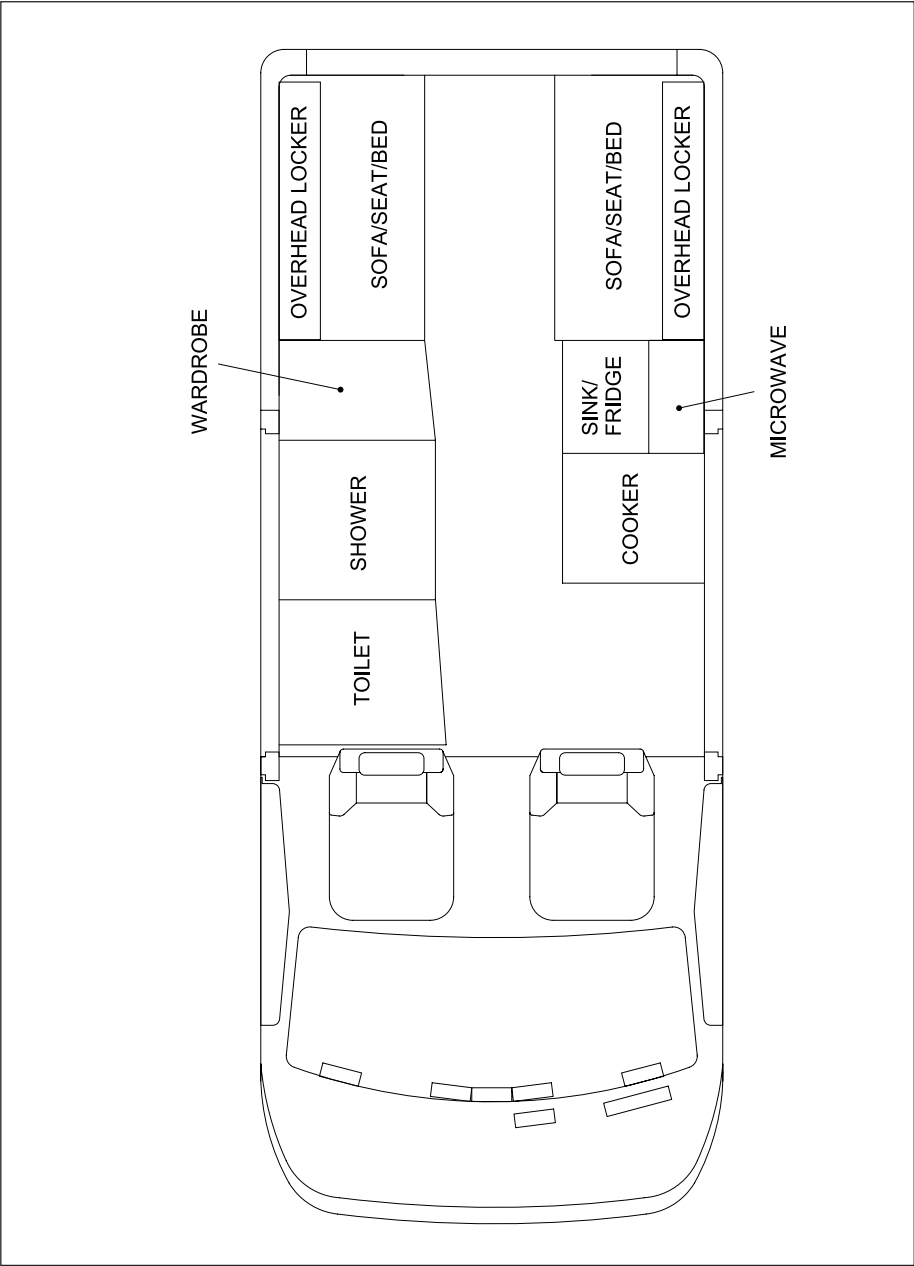 WARDROBE
OVERHEAD LOCKER
SOFA/SEAT/BED
SHOWER
TOILET
SOFA/SEAT/BED
OVERHEAD LOCKER
SINK/
FRIDGE
COOKER
MICROWAVE